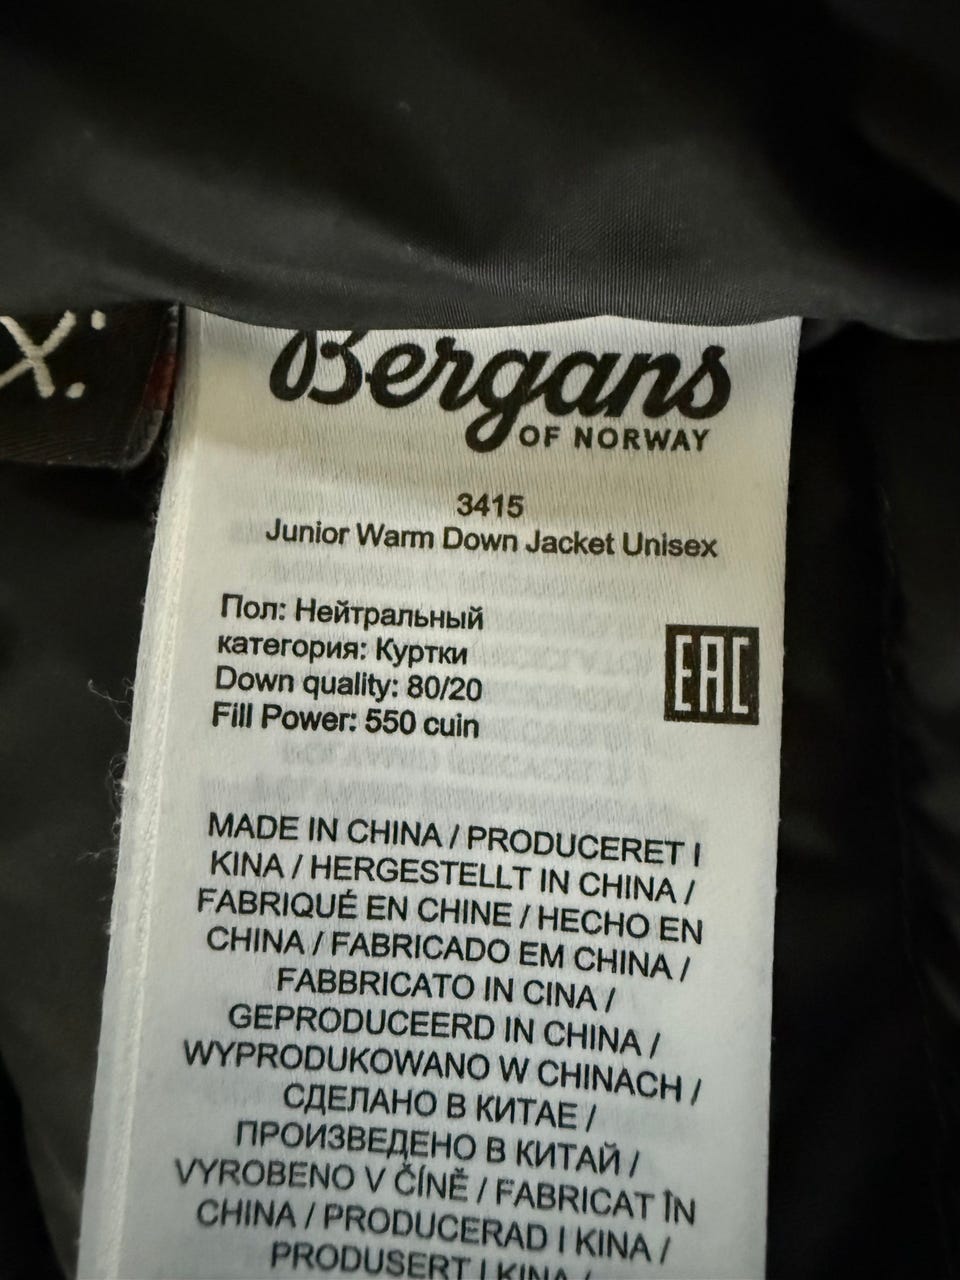 X.
Bergans
OF NORWAY
3415
Junior Warm Down Jacket Unisex
Пол: Нейтральный
категория: Куртки
Down quality: 80/20
Fill Power: 550 cuin
EAC
MADE IN CHINA / PRODUCERET I
KINA / HERGESTELLT IN CHINA /
FABRIQUÉ EN CHINE / HECHO EN
CHINA / FABRICADO EM CHINA /
FABBRICATO IN CINA /
GEPRODUCEERD IN CHINA /
WYPRODUKOWANO W CHINACH /
СДЕЛАНО В КИТАЕ /
ПРОИЗВЕДЕНО В КИТАЙ /
VYROBENO V ČÍNĚ / FABRICAT ÎN
CHINA / PRODUCERAD I KINA /
PRODUSERT I KINA /